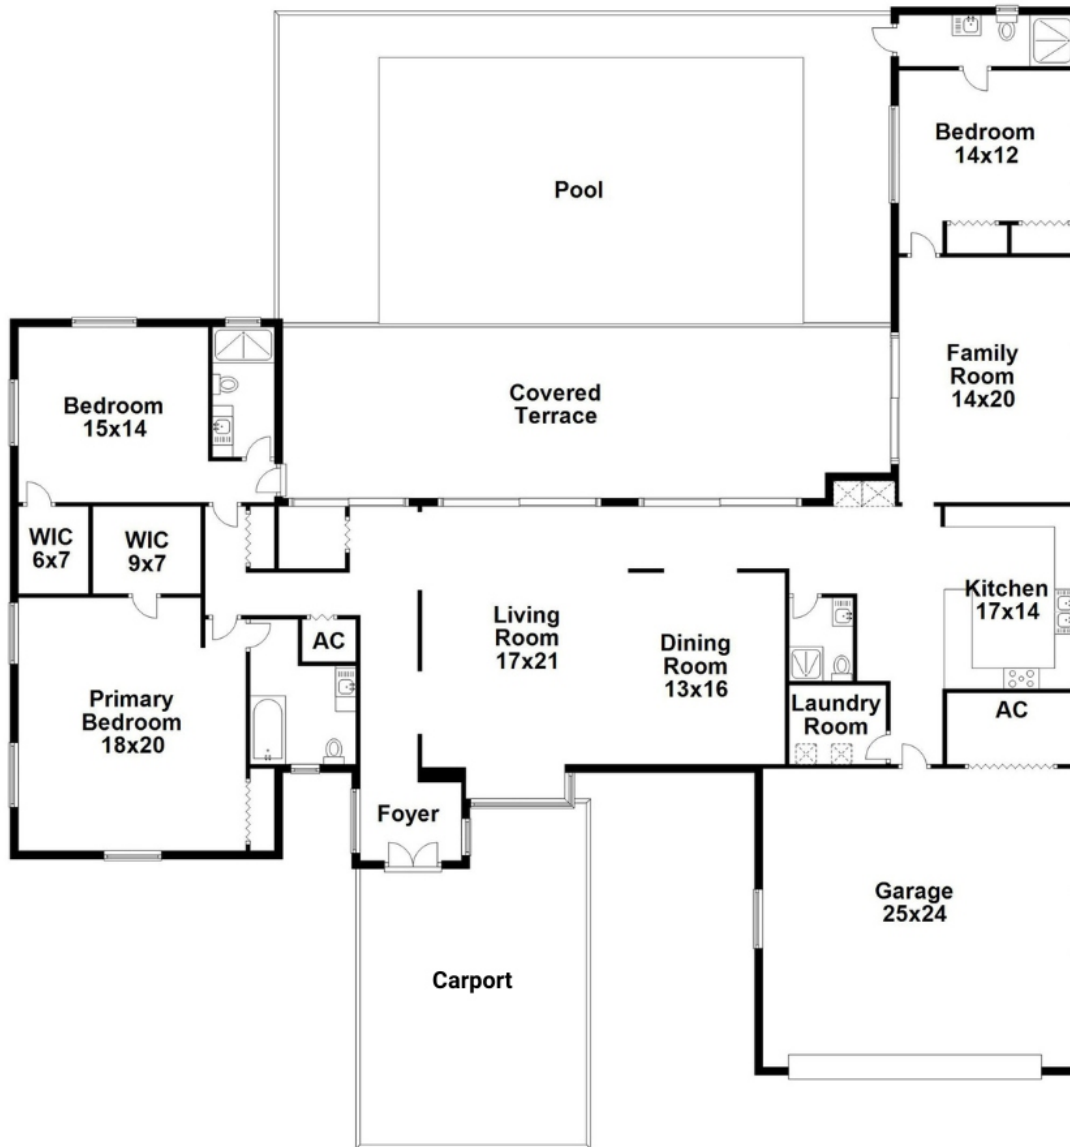 Bedroom
14x12
Pool
Family
Room
14x20
Covered
Terrace
Bedroom
15x14
WIC
6x7
WIC
9x7
Kitchen
17x14
Living
Room
17x21
AC
Dining
Room
13x16
Primary
Bedroom
18x20
Laundry
Room
AC
Foyer
Garage
25x24
Carport